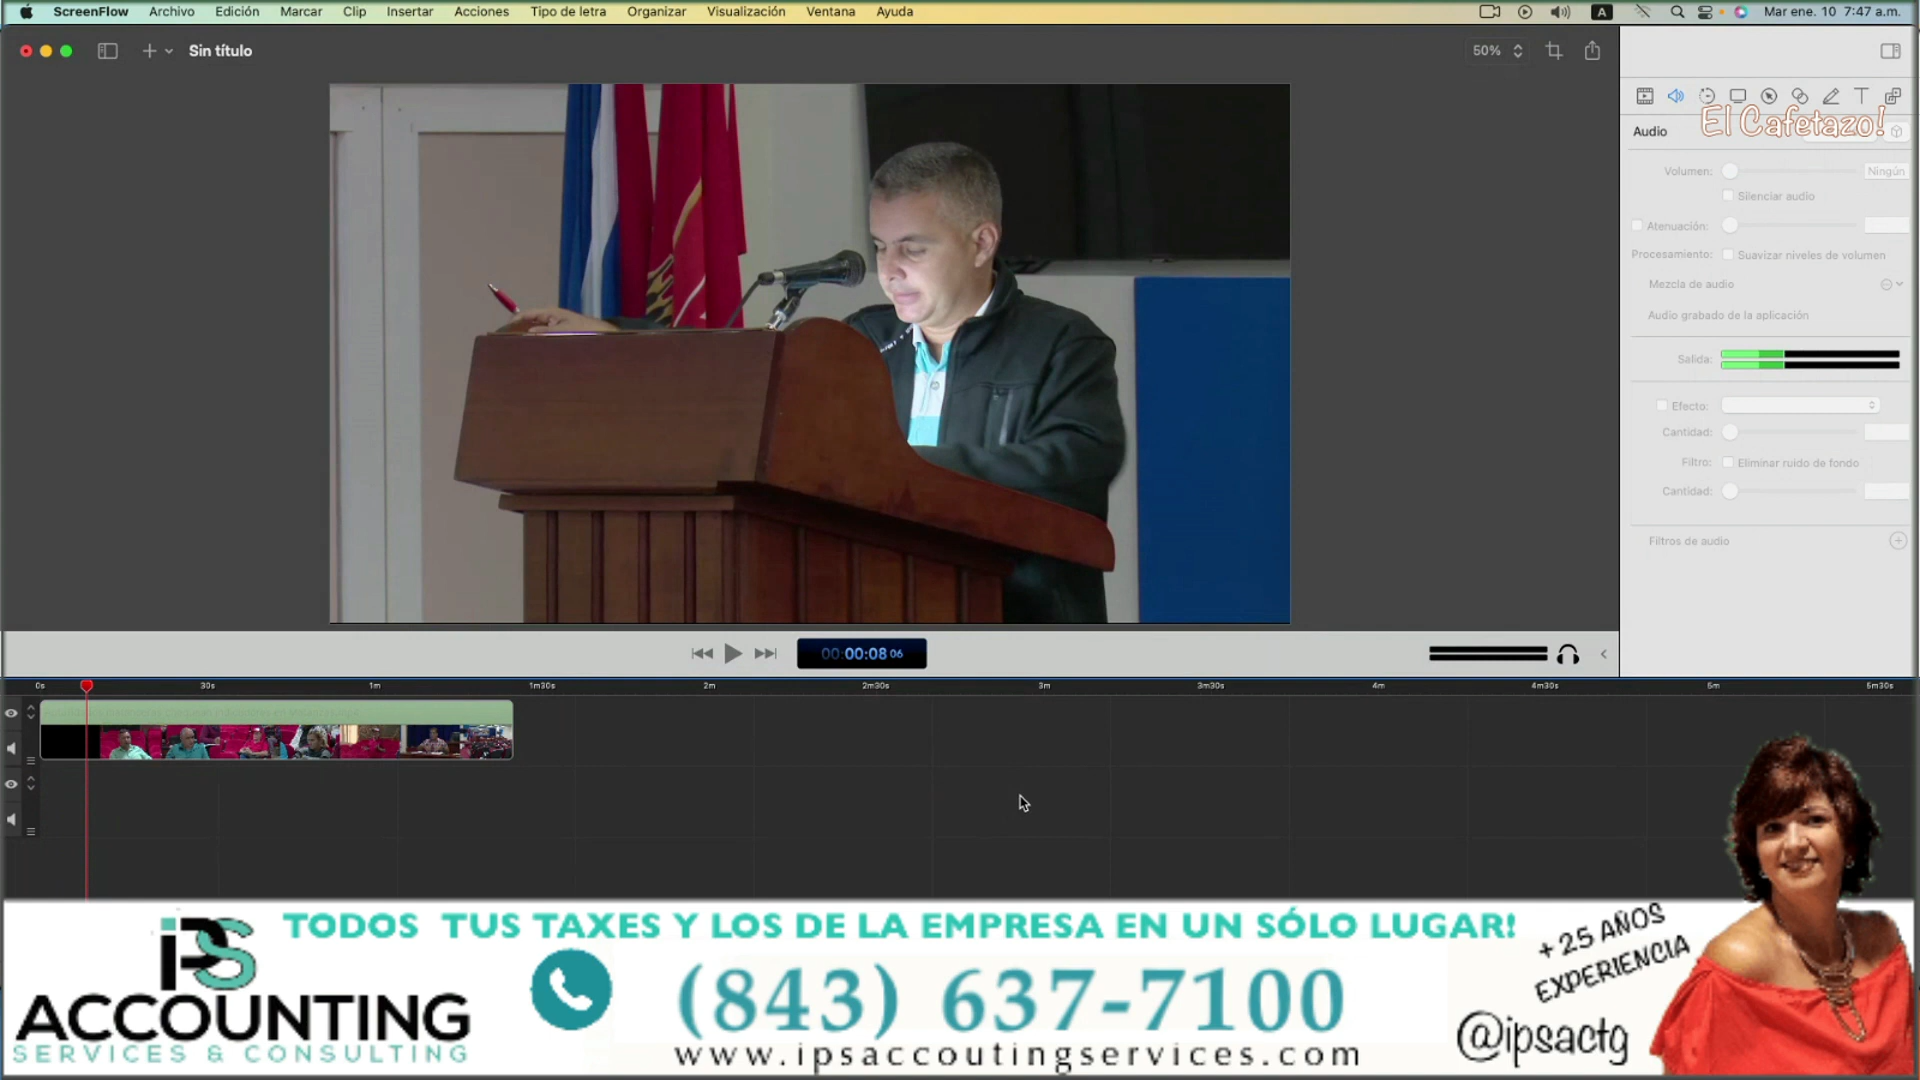 ScreenFlow Archivo Edición Marcar Clip Insertar Acciones Tipo de letra Organizar Visualización Ventana Ayuda
A Mar ene. 10 7:47 a.m.
Sin título
50%
El Cafetazo!
Audio
Volumen: Ningún
Silenciar audio
Atenuación:
Procesamiento: Suavizar niveles de volumen
Mezcla de audio
Audio grabado de la aplicación
Salida:
Efecto:
Cantidad:
Filtro: Eliminar ruido de fondo
Cantidad:
Filtros de audio
00:00:08 06
0s 30s 1m 1m30s 2m 2m30s 3m 3m30s 4m 4m30s 5m 5m30s
TODOS TUS TAXES Y LOS DE LA EMPRESA EN UN SÓLO LUGAR!
iPS
ACCOUNTING
SERVICES & CONSULTING
(843) 637-7100
www.ipsaccoutingservices.com
+ 25 AÑOS
EXPERIENCIA
@ipsactg